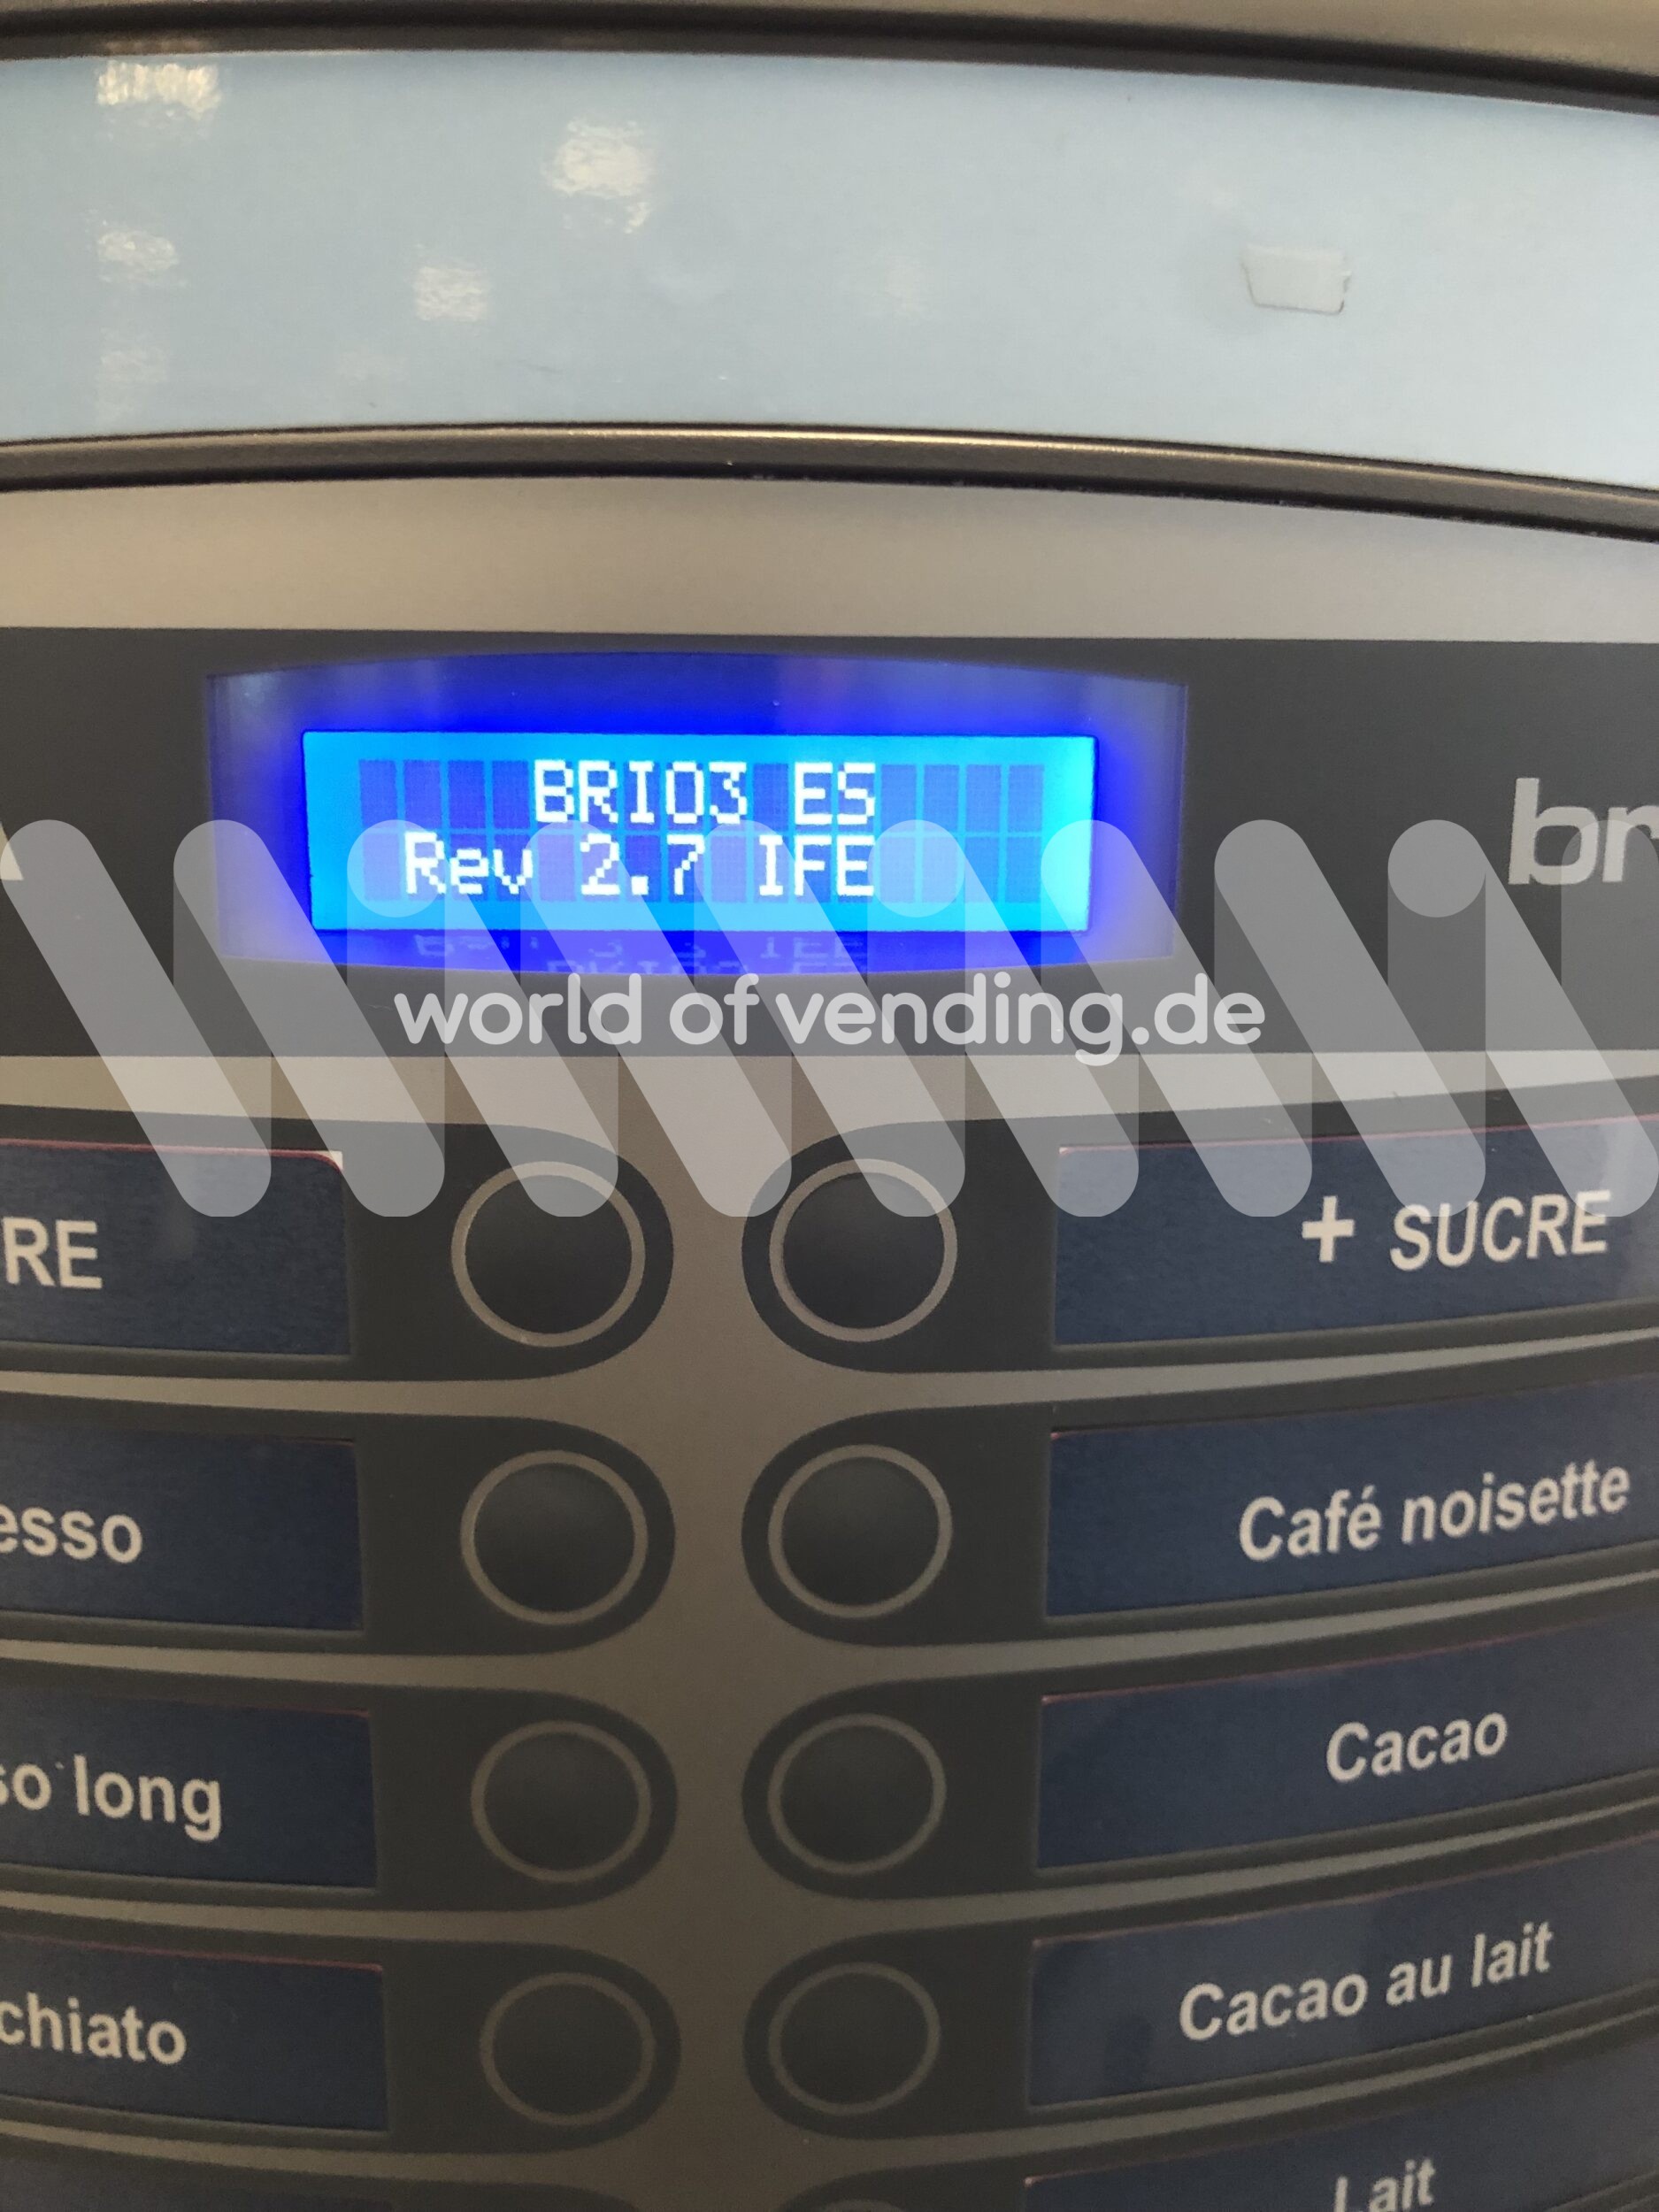 BRIO3 ES
Rev 2.7 IFE
br
world of vending.de
RE
+ SUCRE
esso
Café noisette
so long
Cacao
chiato
Cacao au lait
Lait